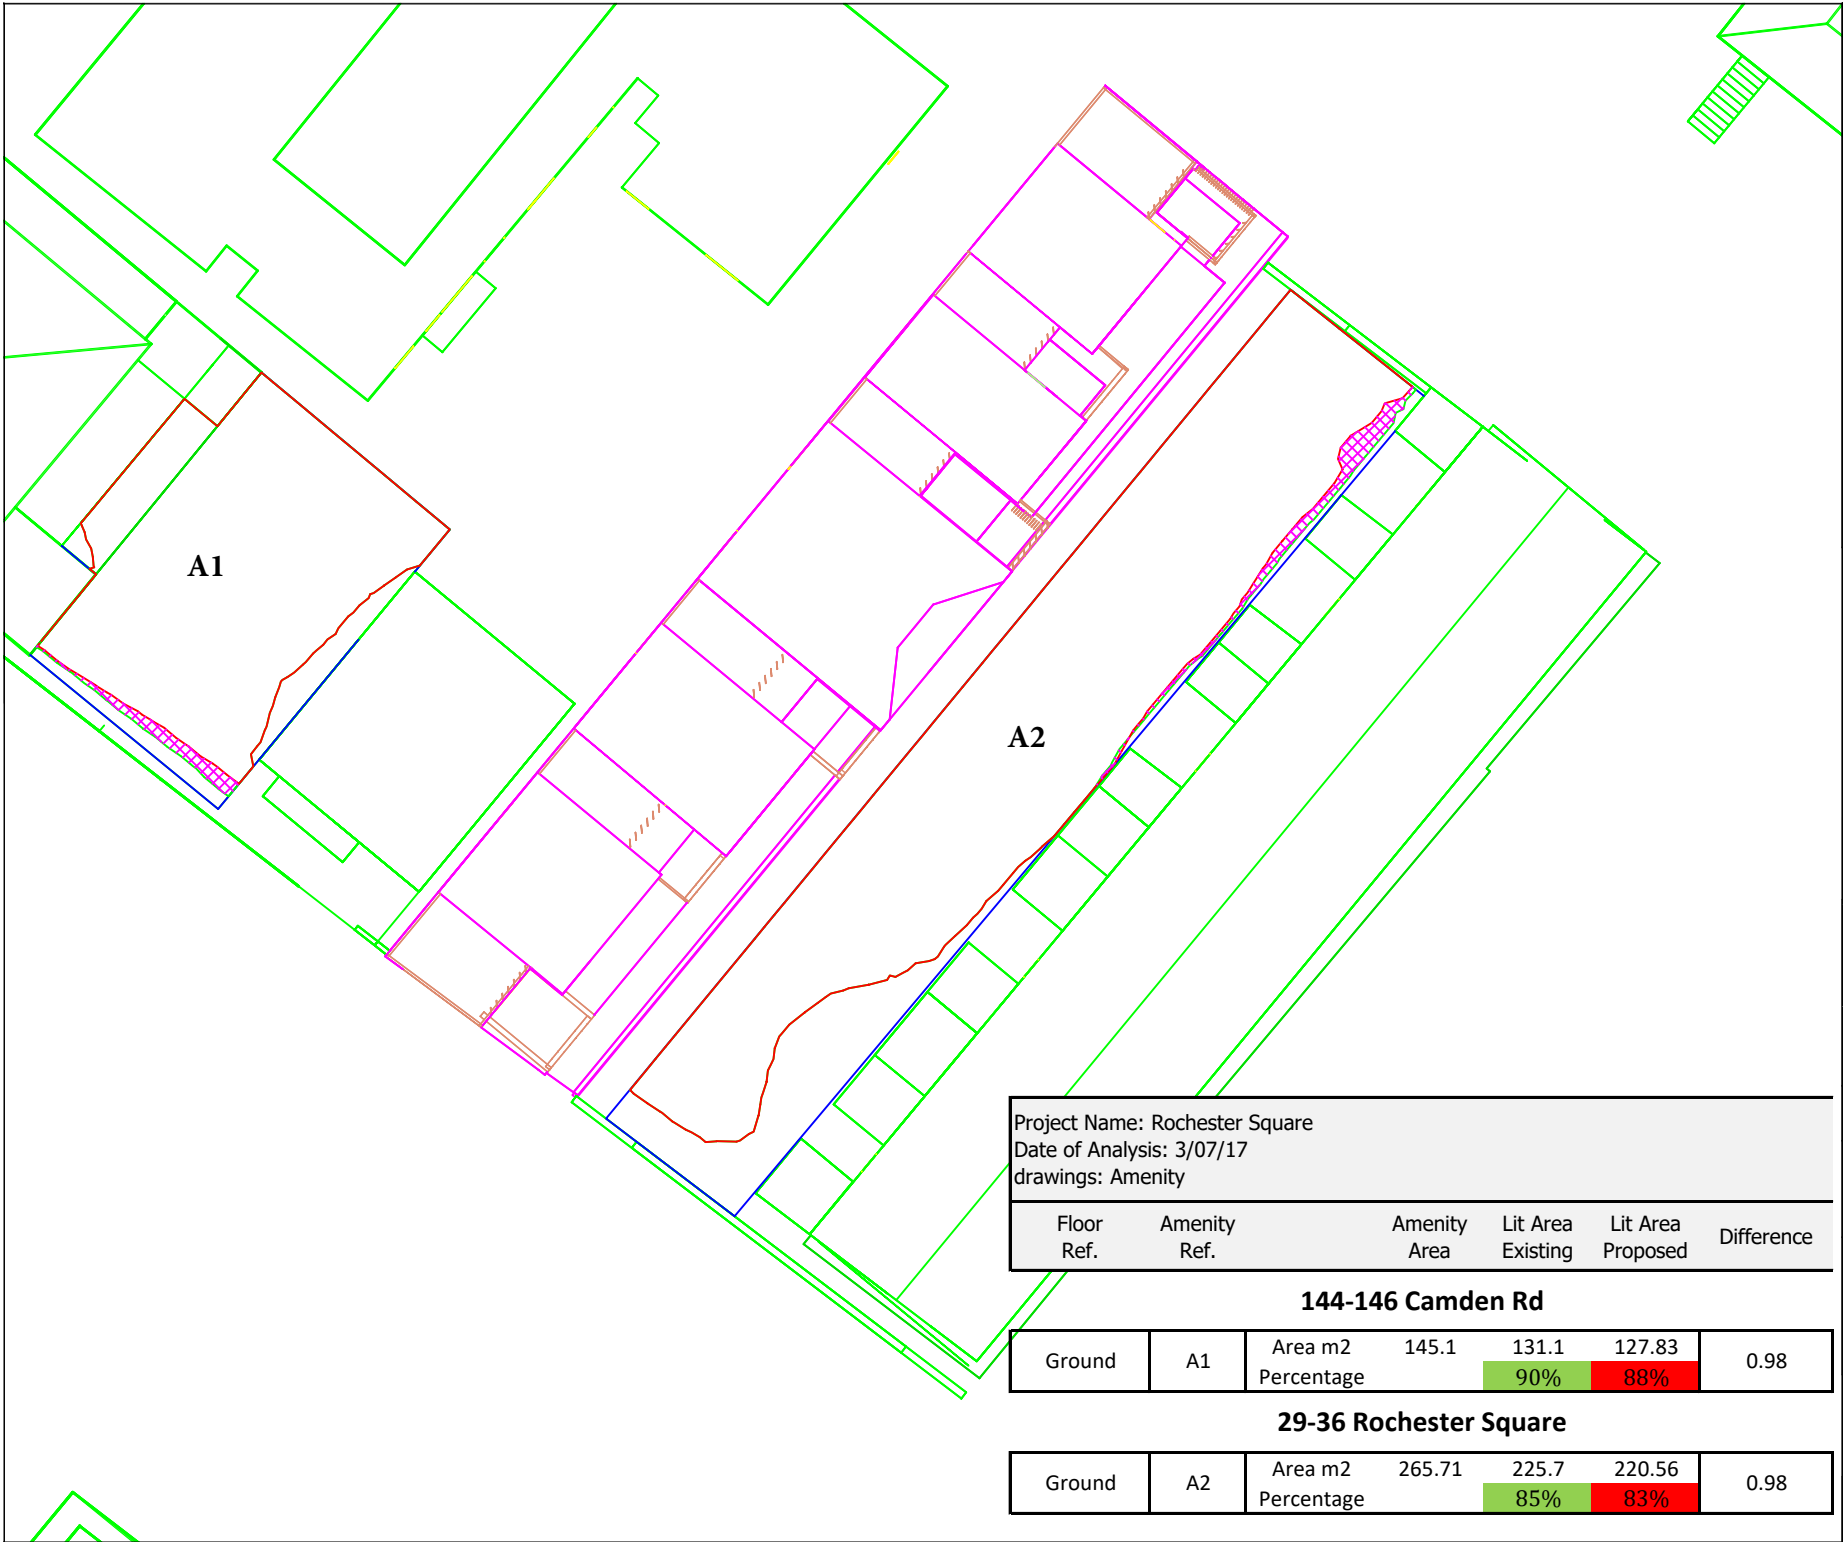 A1
A2
Project Name: Rochester Square
Date of Analysis: 3/07/17
drawings: Amenity
Floor Ref. Amenity Ref. Amenity Area Lit Area Existing Lit Area Proposed Difference
144-146 Camden Rd
Ground A1 Area m2 145.1 131.1 127.83 0.98
Percentage 90% 88%
29-36 Rochester Square
Ground A2 Area m2 265.71 225.7 220.56 0.98
Percentage 85% 83%